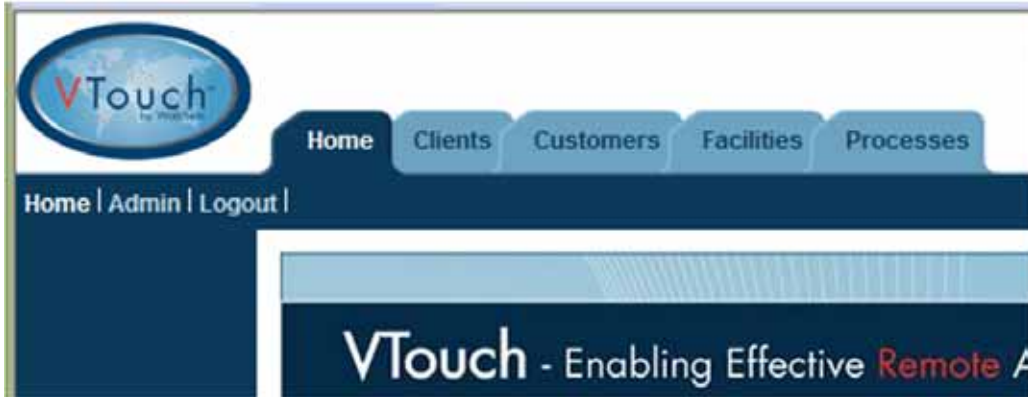 VTouch
Home Clients Customers Facilities Processes
Home | Admin | Logout |
VTouch - Enabling Effective Remote A